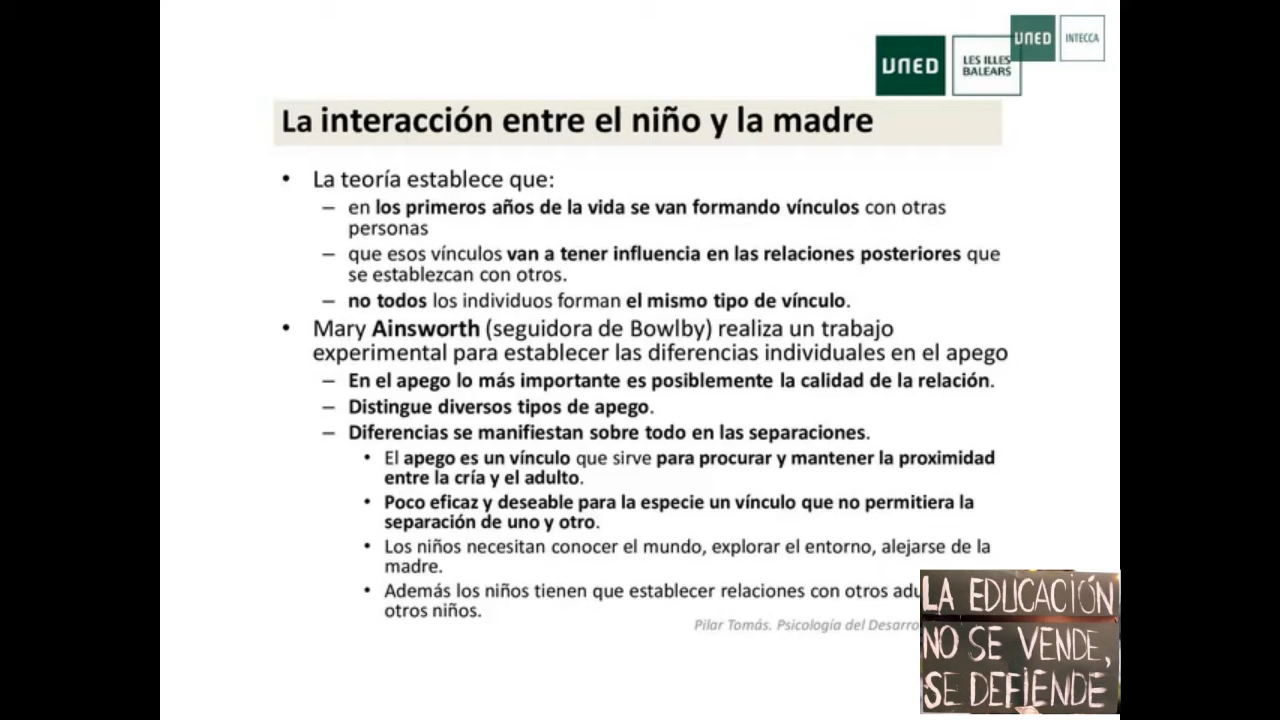 UNED
INTECCA
UNED
LES ILLES
BALEARS
La interacción entre el niño y la madre
• La teoría establece que:
– en los primeros años de la vida se van formando vínculos con otras
personas
– que esos vínculos van a tener influencia en las relaciones posteriores que
se establezcan con otros.
– no todos los individuos forman el mismo tipo de vínculo.
• Mary Ainsworth (seguidora de Bowlby) realiza un trabajo
experimental para establecer las diferencias individuales en el apego
– En el apego lo más importante es posiblemente la calidad de la relación.
– Distingue diversos tipos de apego.
– Diferencias se manifiestan sobre todo en las separaciones.
• El apego es un vínculo que sirve para procurar y mantener la proximidad
entre la cría y el adulto.
• Poco eficaz y deseable para la especie un vínculo que no permitiera la
separación de uno y otro.
• Los niños necesitan conocer el mundo, explorar el entorno, alejarse de la
madre.
• Además los niños tienen que establecer relaciones con otros
otros niños.
Pilar Tomás. Psicología del
LA EDUCACIÓN
NO SE VENDE,
SE DEFIENDE